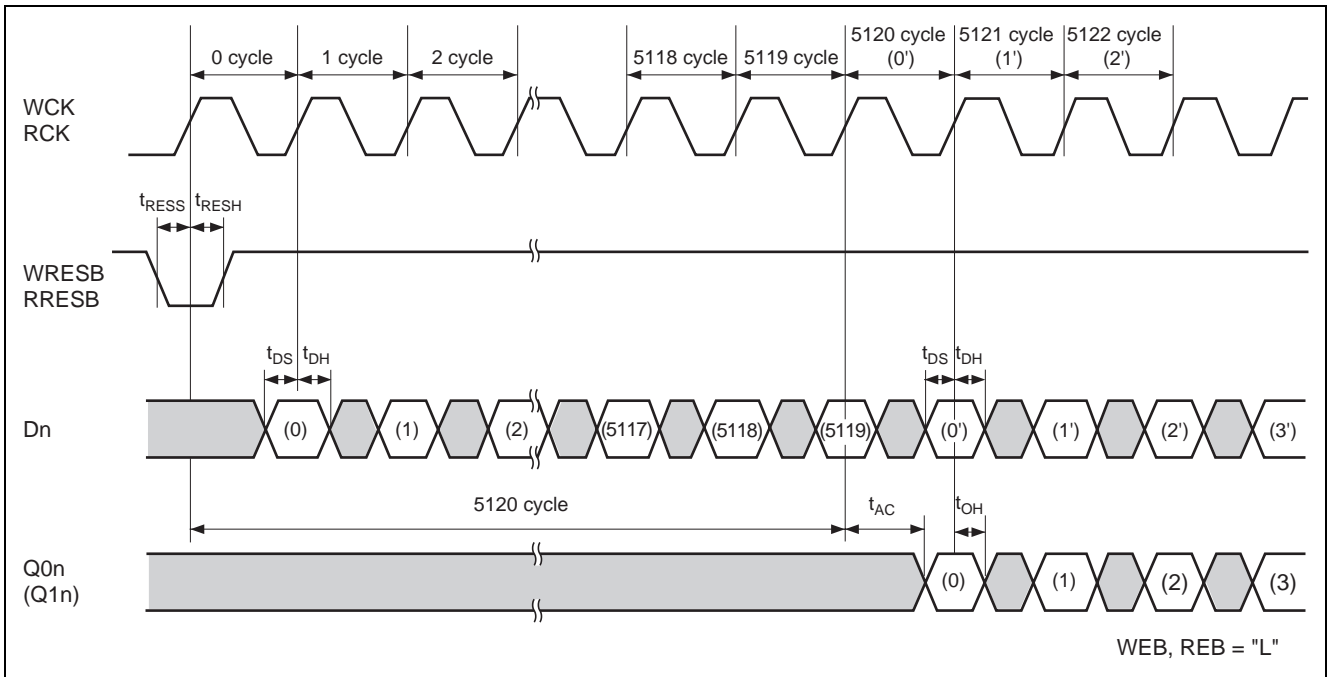 0 cycle 1 cycle 2 cycle 5118 cycle 5119 cycle 5120 cycle (0') 5121 cycle (1') 5122 cycle (2')
WCK
RCK
tRESS tRESH
WRESB
RRESB
tDS tDH tDS tDH
Dn (0) (1) (2) (5117) (5118) (5119) (0') (1') (2') (3')
5120 cycle tAC tOH
Q0n
(Q1n) (0) (1) (2) (3)
WEB, REB = "L"